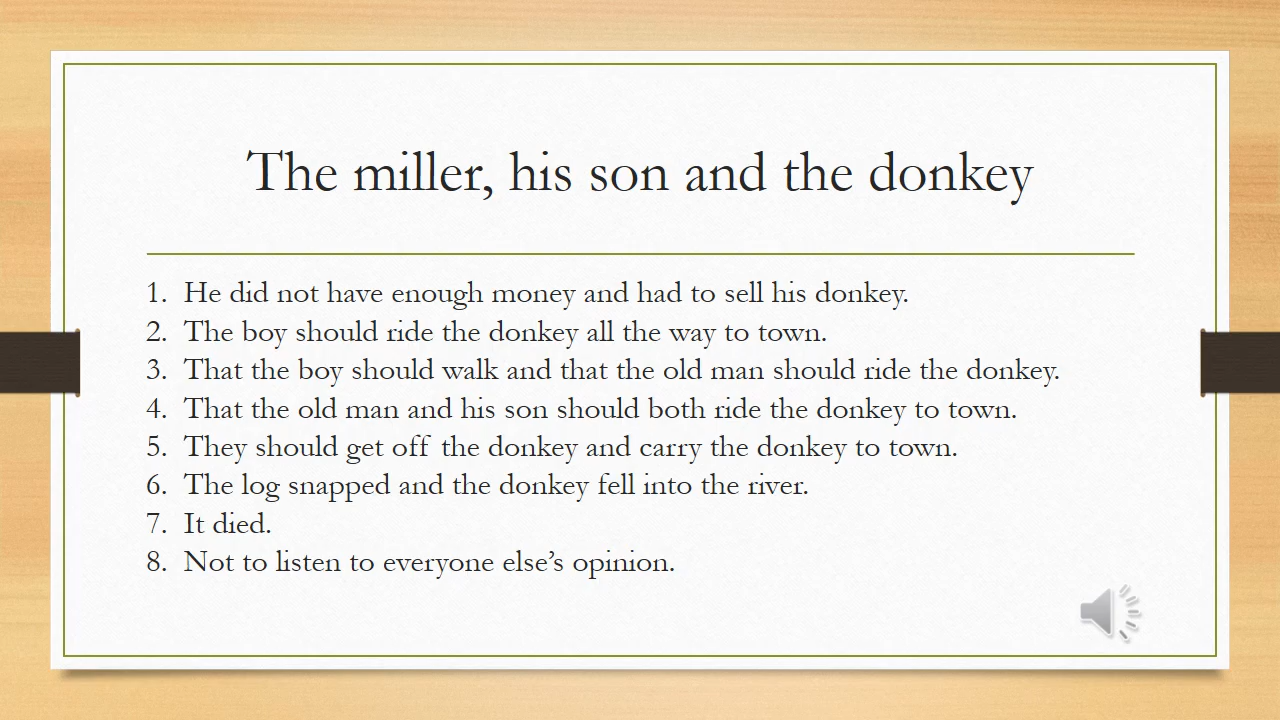 The miller, his son and the donkey
1. He did not have enough money and had to sell his donkey.
2. The boy should ride the donkey all the way to town.
3. That the boy should walk and that the old man should ride the donkey.
4. That the old man and his son should both ride the donkey to town.
5. They should get off the donkey and carry the donkey to town.
6. The log snapped and the donkey fell into the river.
7. It died.
8. Not to listen to everyone else’s opinion.